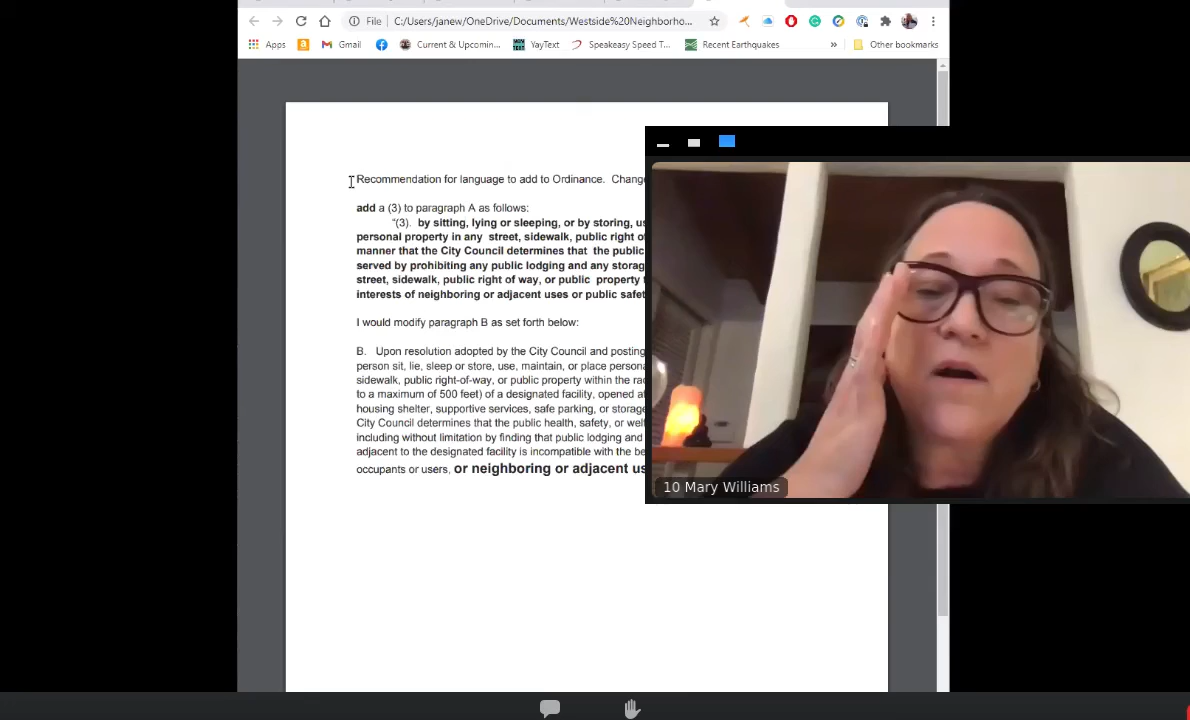 File
C:/Users/janew/OneDrive/Documents/Westside%20Neighborho...
Apps
Gmail
Current & Upcomin...
YayText
Speakeasy Speed T...
Recent Earthquakes
»
Other bookmarks
Recommendation for language to add to Ordinance. Change
add a (3) to paragraph A as follows:
"(3). by sitting, lying or sleeping, or by storing, us
personal property in any street, sidewalk, public right of
manner that the City Council determines that the public
served by prohibiting any public lodging and any storag
street, sidewalk, public right of way, or public property
interests of neighboring or adjacent uses or public safet
I would modify paragraph B as set forth below:
B. Upon resolution adopted by the City Council and posting
person sit, lie, sleep or store, use, maintain, or place persona
sidewalk, public right-of-way, or public property within the rad
to a maximum of 500 feet) of a designated facility, opened at
housing shelter, supportive services, safe parking, or storage
City Council determines that the public health, safety, or welf
including without limitation by finding that public lodging and
adjacent to the designated facility is incompatible with the be
occupants or users, or neighboring or adjacent us
10 Mary Williams